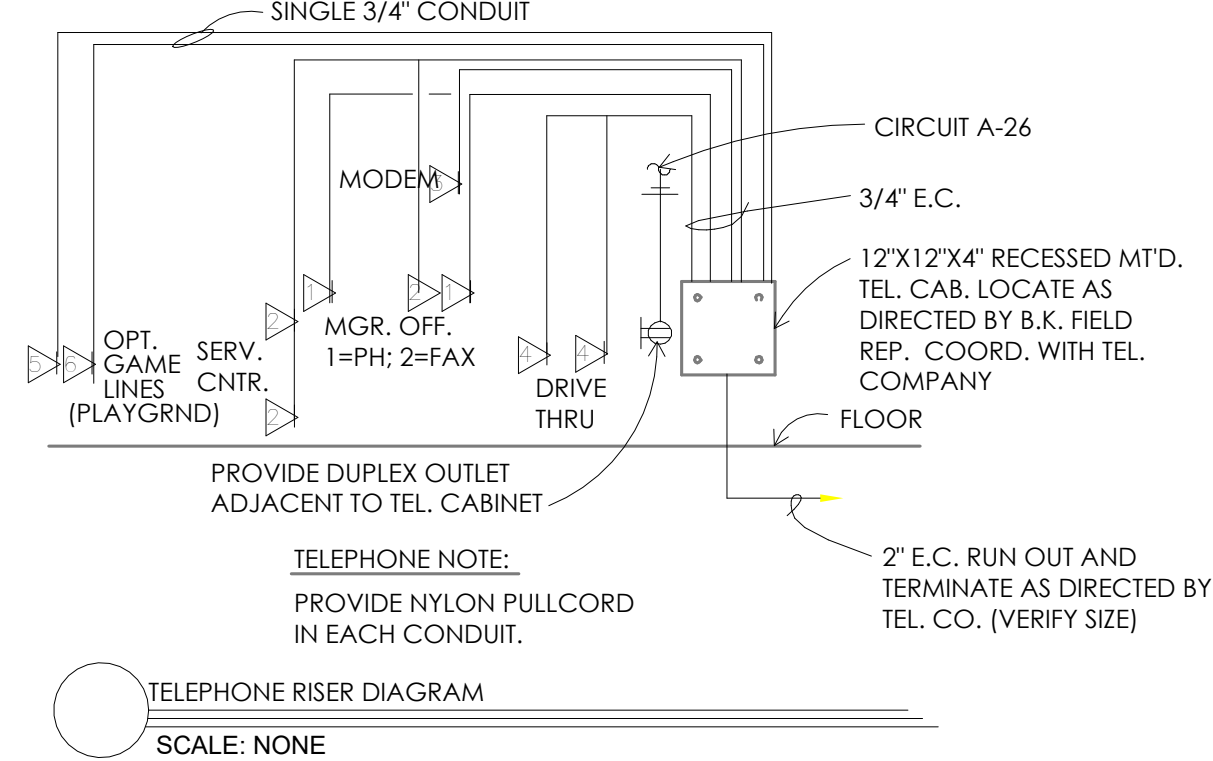 SINGLE 3/4" CONDUIT
CIRCUIT A-26
MODEM
3
3/4" E.C.
12"X12"X4" RECESSED MT'D.
TEL. CAB. LOCATE AS
DIRECTED BY B.K. FIELD
REP. COORD. WITH TEL.
COMPANY
1
2
1
2
MGR. OFF.
1=PH; 2=FAX
5
6
OPT.
GAME
LINES
(PLAYGRND)
SERV.
CNTR.
2
4
4
DRIVE
THRU
FLOOR
PROVIDE DUPLEX OUTLET
ADJACENT TO TEL. CABINET
2" E.C. RUN OUT AND
TERMINATE AS DIRECTED BY
TEL. CO. (VERIFY SIZE)
TELEPHONE NOTE:
PROVIDE NYLON PULLCORD
IN EACH CONDUIT.
TELEPHONE RISER DIAGRAM
SCALE: NONE